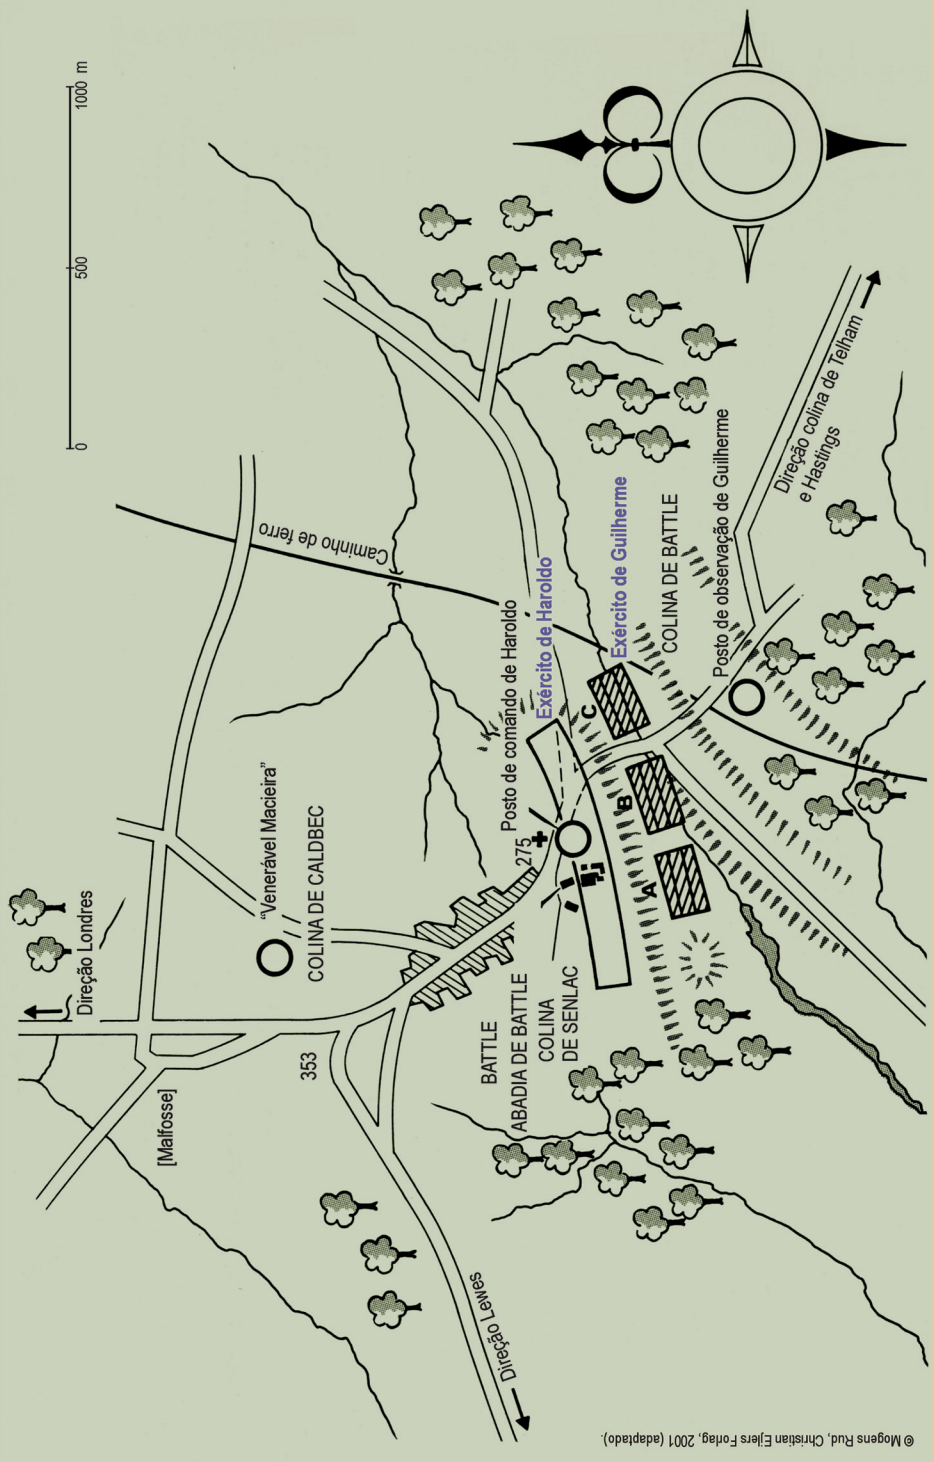 0 500 1000 m
Direção Londres
[Malfosse]
353
"Venerável Macieira"
COLINA DE CALDBEC
Caminho de ferro
BATTLE
ABADIA DE BATTLE
COLINA
DE SENLAC
275
Posto de comando de Haroldo
Exército de Haroldo
Exército de Guilherme
COLINA DE BATTLE
A
B
C
Posto de observação de Guilherme
Direção colina de Telham
e Hastings
Direção Lewes
© Mogens Rud, Christian Ejlers Forlag, 2001 (adaptado).